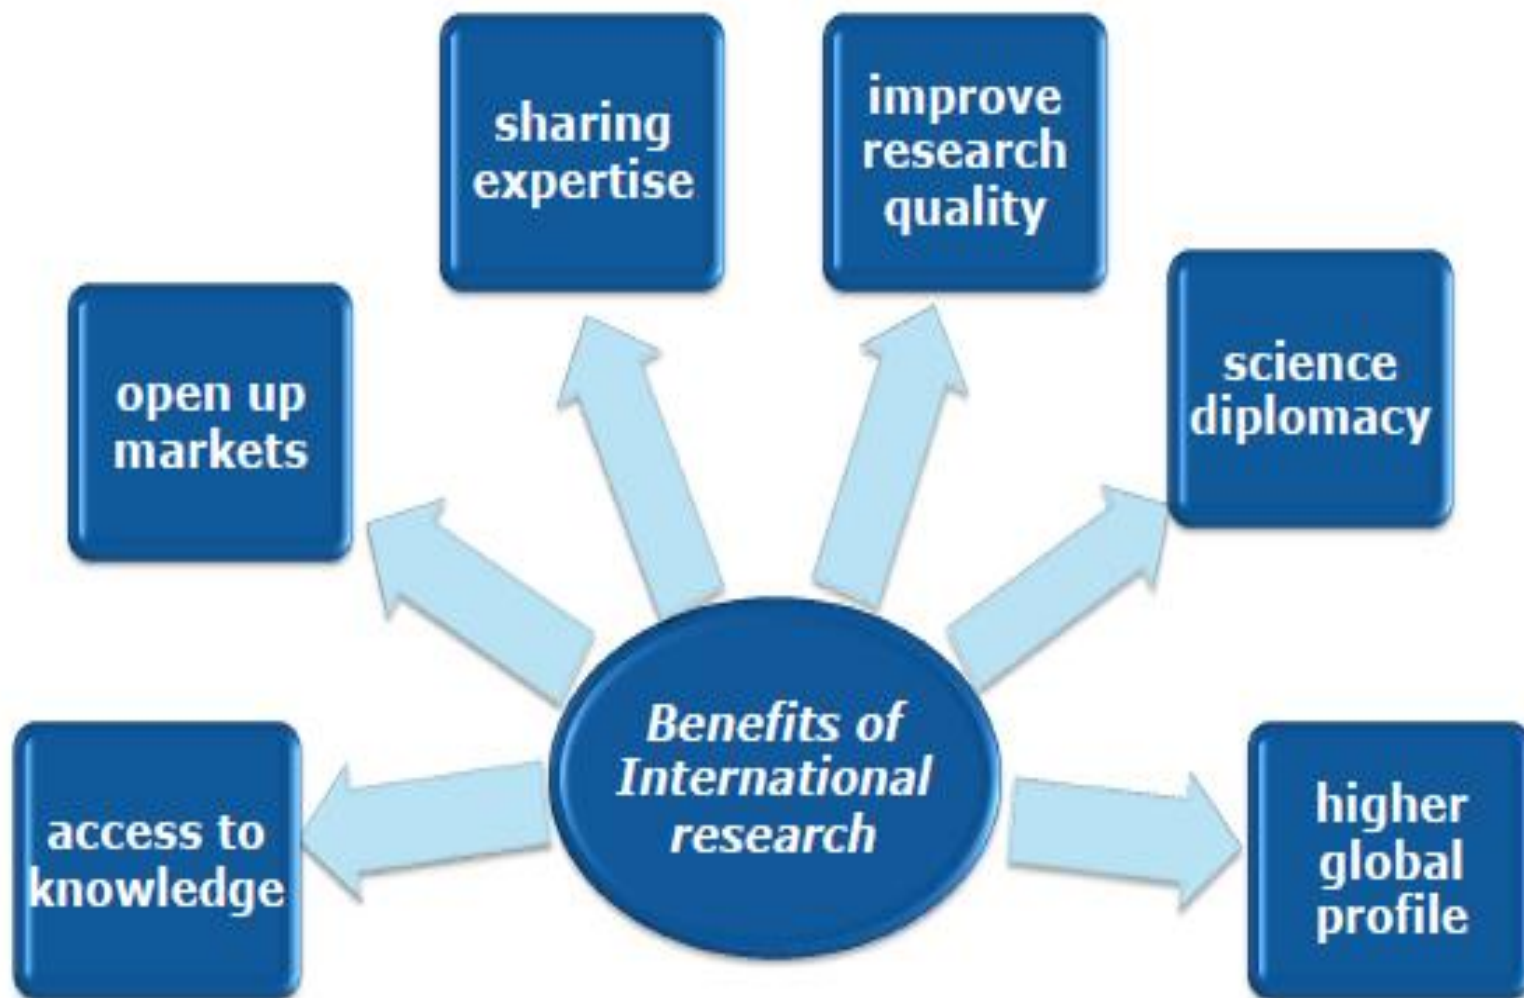 sharing
expertise
improve
research
quality
open up
markets
science
diplomacy
Benefits of
International
research
access to
knowledge
higher
global
profile